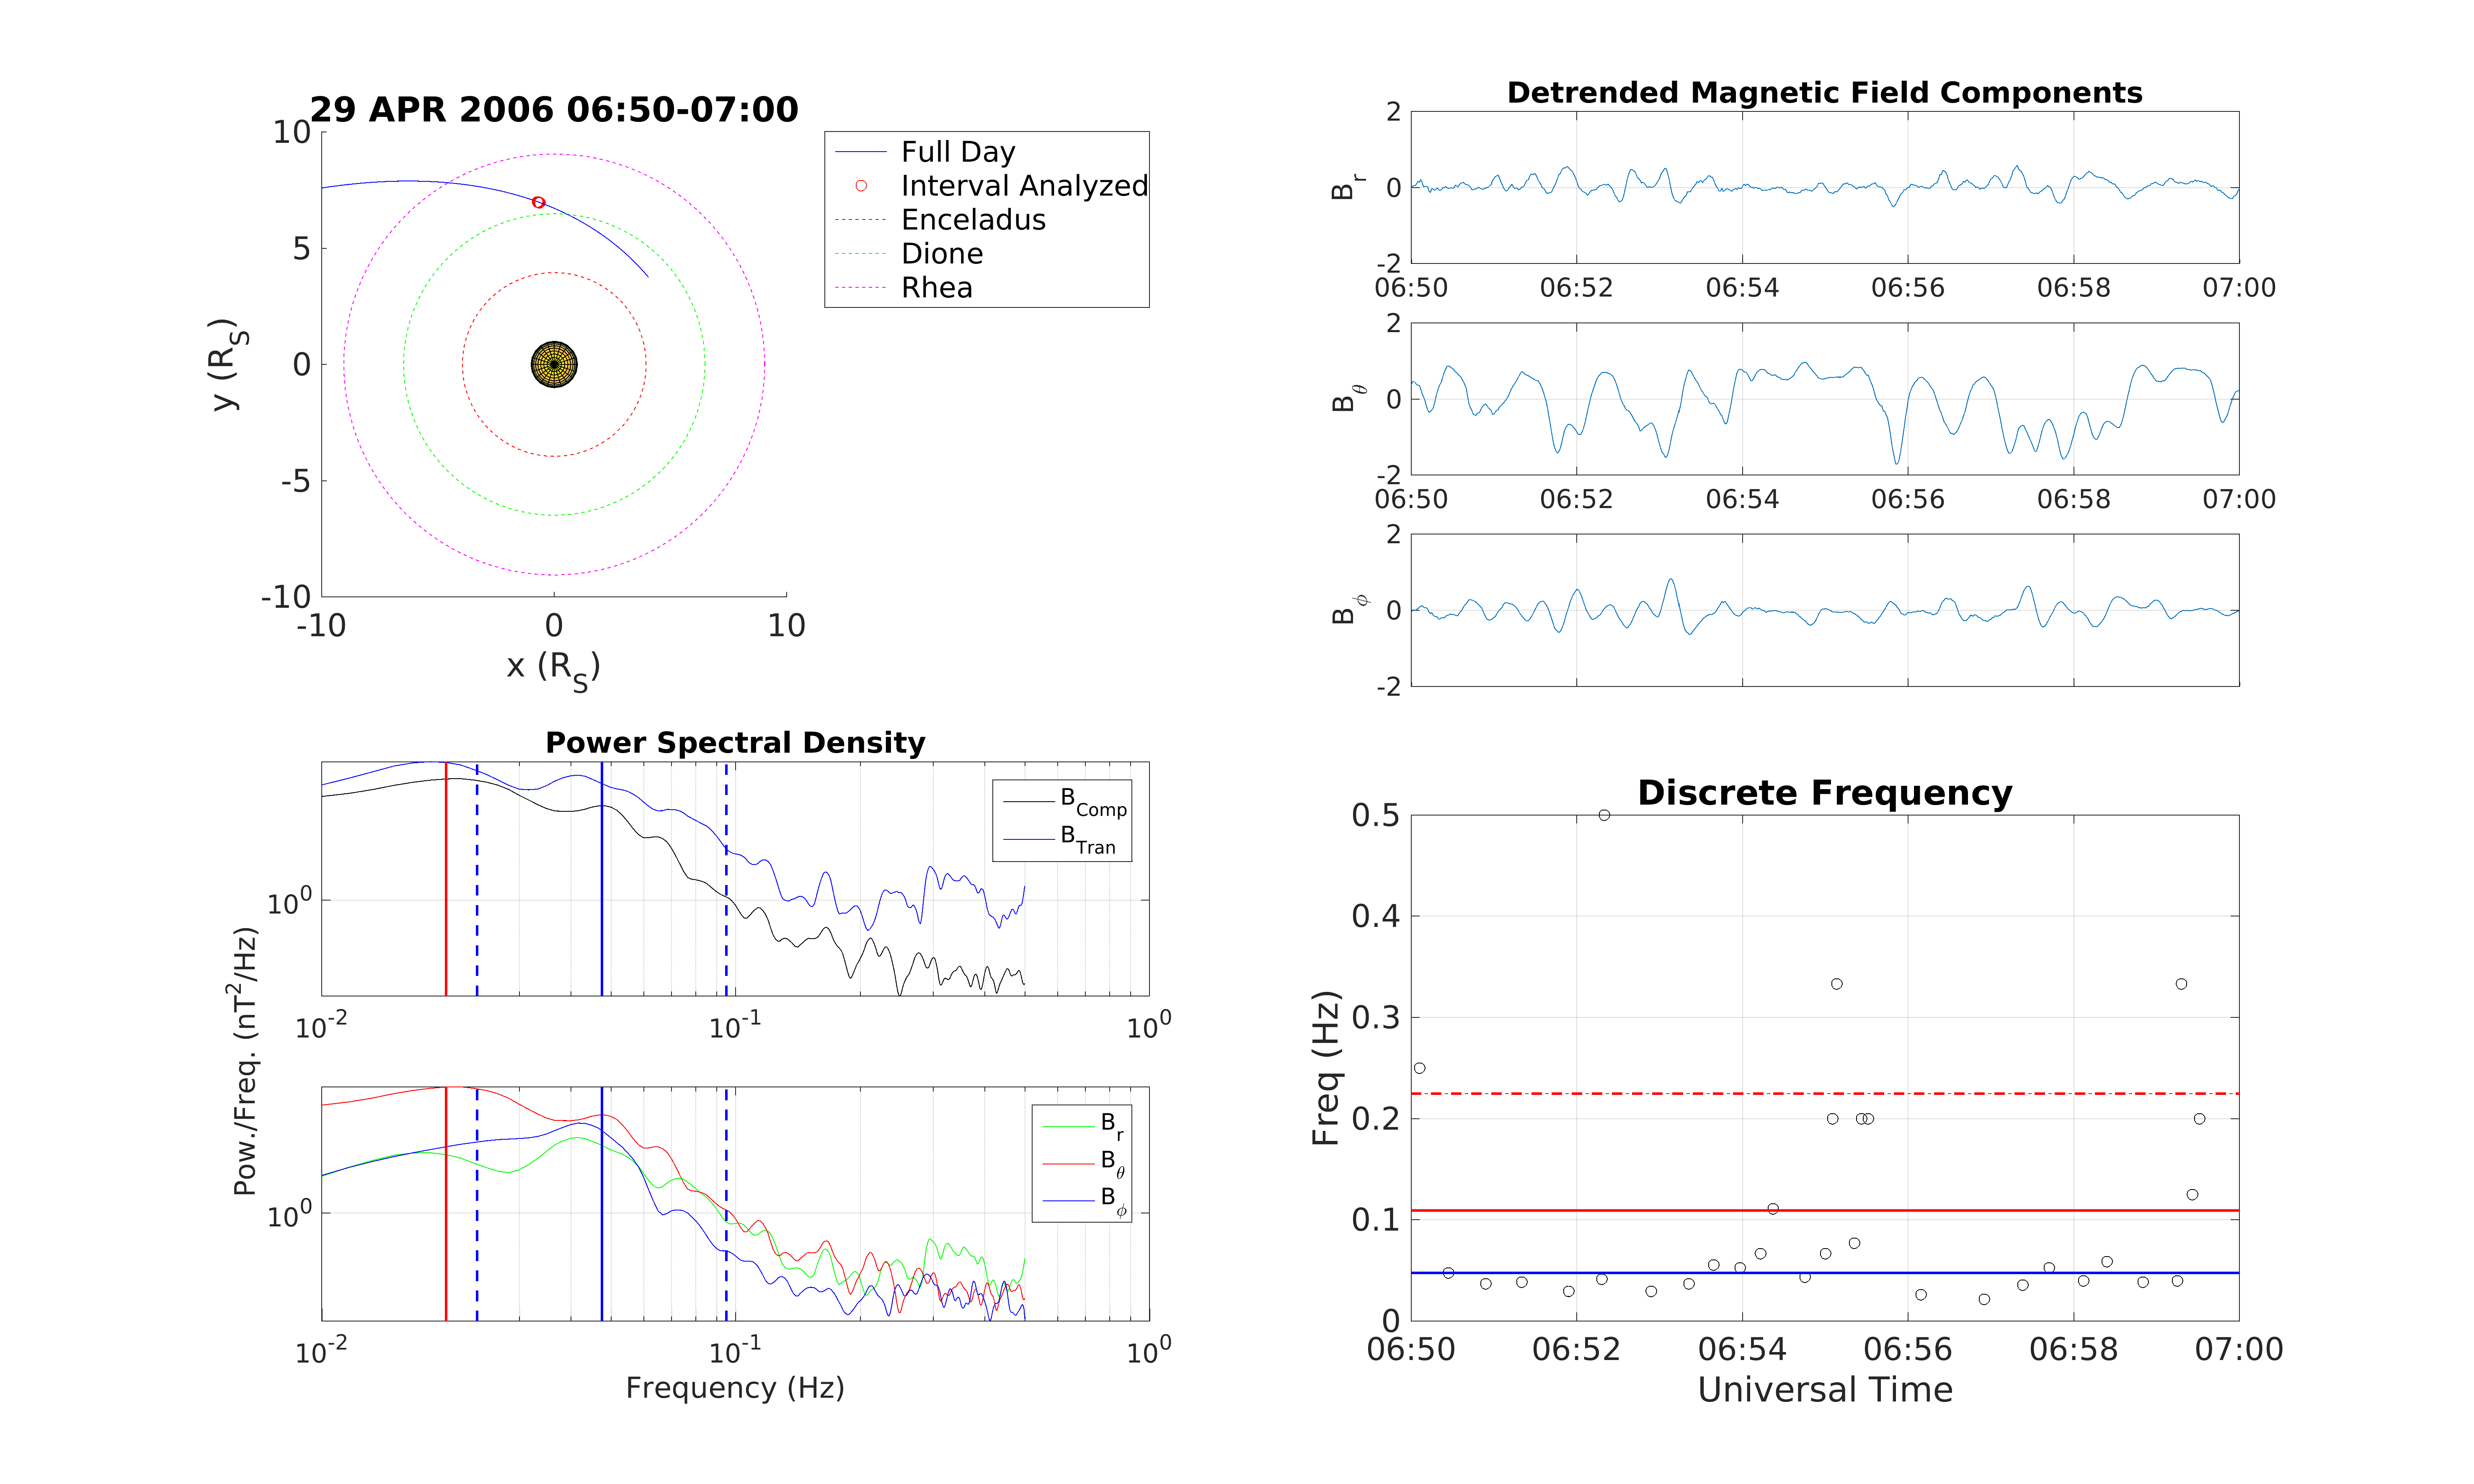 29 APR 2006 06:50-07:00
10
5
0
-5
-10
-10 0 10
y (R_S)
x (R_S)
Full Day
Interval Analyzed
Enceladus
Dione
Rhea
Detrended Magnetic Field Components
2
0
-2
B_r
06:50 06:52 06:54 06:56 06:58 07:00
2
0
-2
B_θ
06:50 06:52 06:54 06:56 06:58 07:00
2
0
-2
B_ϕ
Power Spectral Density
10^0
10^-2 10^-1 10^0
B_Comp
B_Tran
Pow./Freq. (nT^2/Hz)
10^0
10^-2 10^-1 10^0
B_r
B_θ
B_ϕ
Frequency (Hz)
Discrete Frequency
0.5
0.4
0.3
0.2
0.1
0
Freq (Hz)
06:50 06:52 06:54 06:56 06:58 07:00
Universal Time